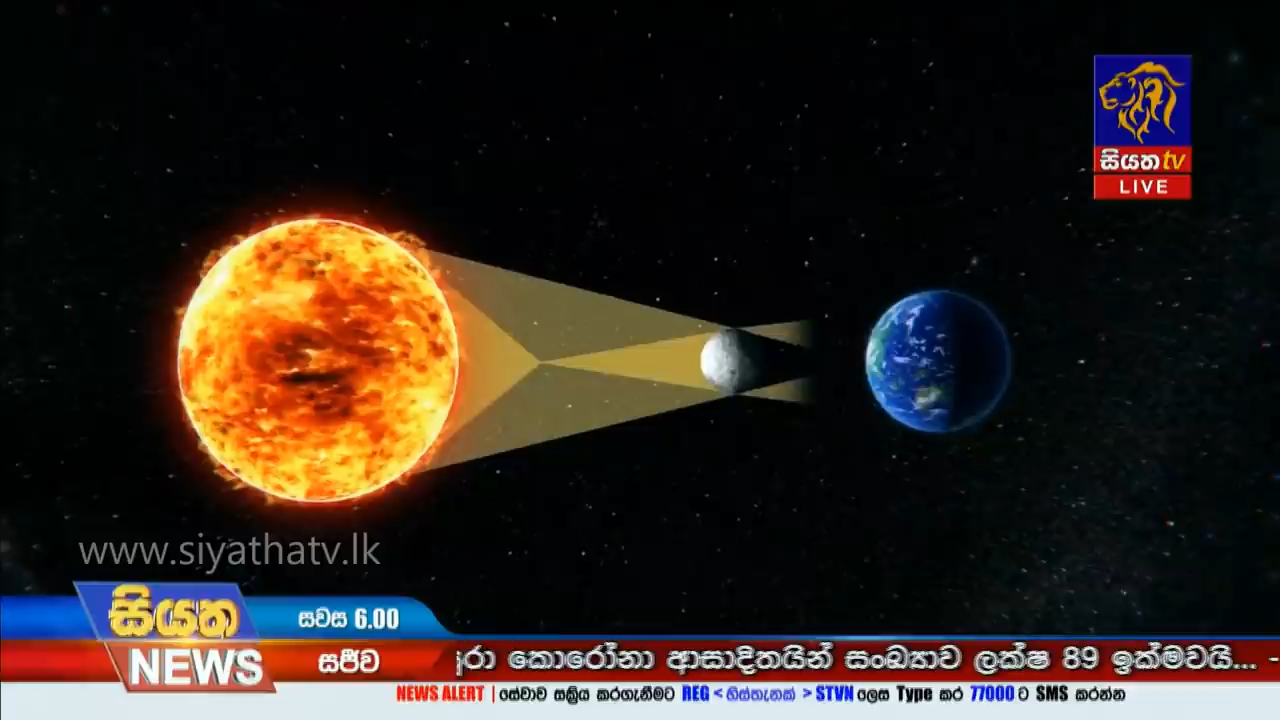 සියත tv
LIVE
www.siyathatv.lk
සියත
සවස 6.00
NEWS
සජීව
කොරෝනා ආසාදිතයින් සංඛ්‍යාව ලක්ෂ 89 ඉක්මවයි... -
NEWS ALERT | සේවාව සක්‍රිය කරගැනීමට REG < හිස්තැනක් > STVN ලෙස Type කර 77000 ට SMS කරන්න